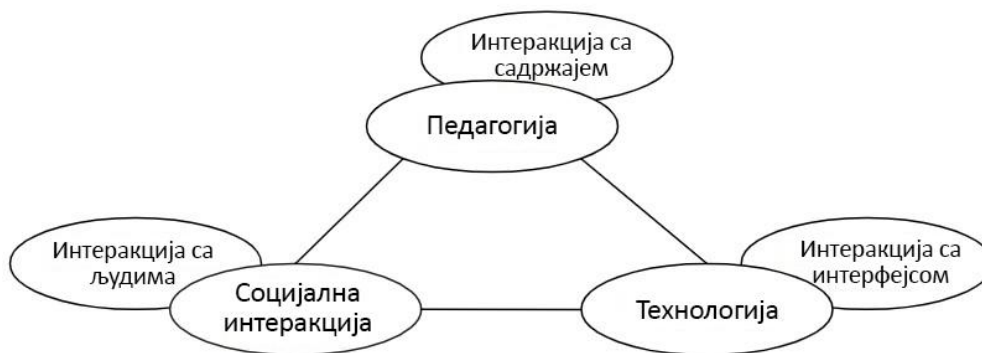 Интеракција са
садржајем
Педагогија
Интеракција са
људима
Социјална
интеракција
Интеракција са
интерфејсом
Технологија